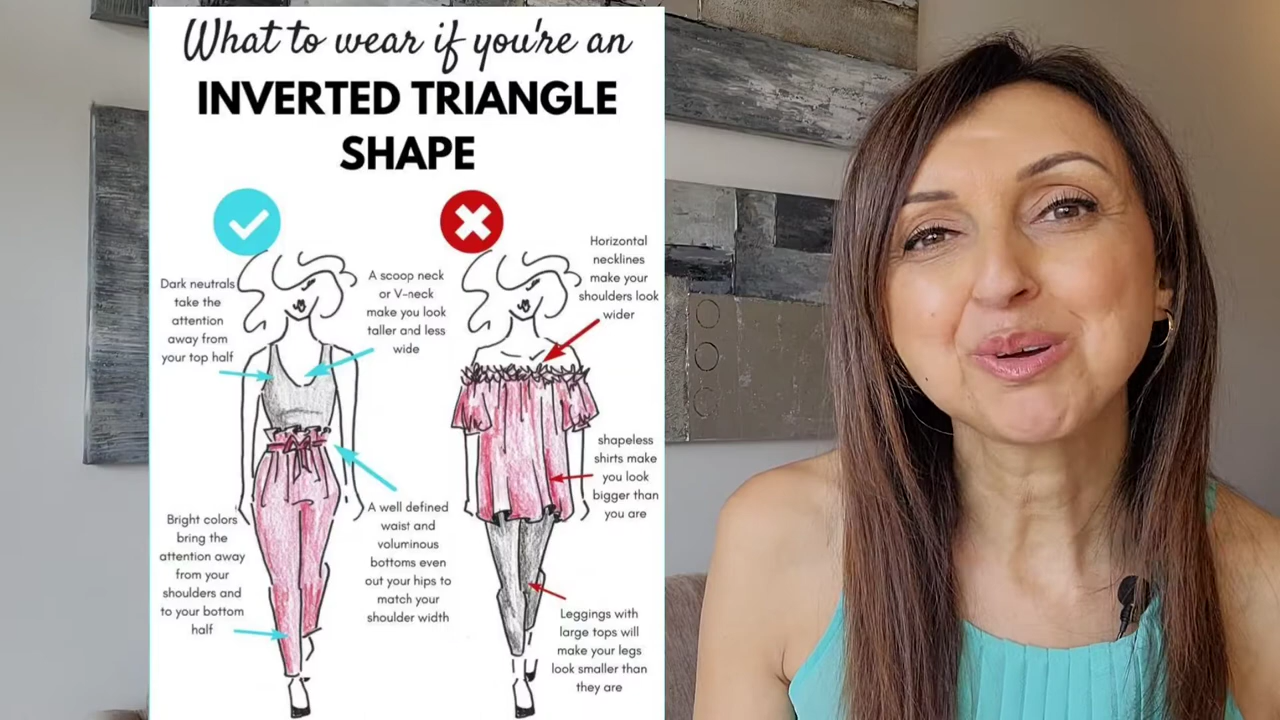 What to wear if you're an
INVERTED TRIANGLE
SHAPE
Dark neutrals
take the
attention
away from
your top half
A scoop neck
or V-neck
make you look
taller and less
wide
Bright colors
bring the
attention away
from your
shoulders and
to your bottom
half
A well defined
waist and
voluminous
bottoms even
out your hips to
match your
shoulder width
Horizontal
necklines
make your
shoulders look
wider
shapeless
shirts make
you look
bigger than
you are
Leggings with
large tops will
make your legs
look smaller than
they are